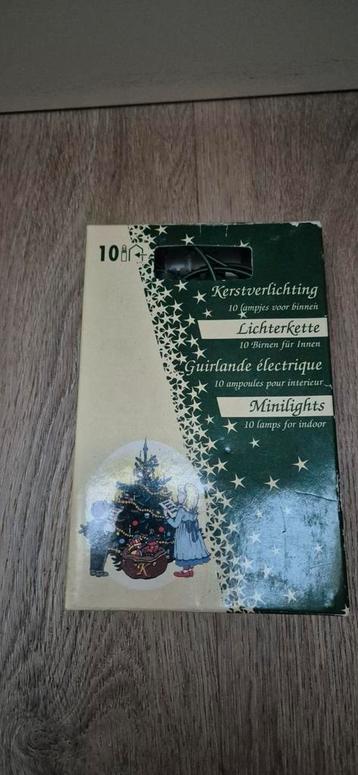 10
Kerstverlichting
10 lampjes voor binnen
Lichterkette
10 Birnen für Innen
Guirlande électrique
10 ampoules pour interieur
Minilights
10 lamps for indoor
K